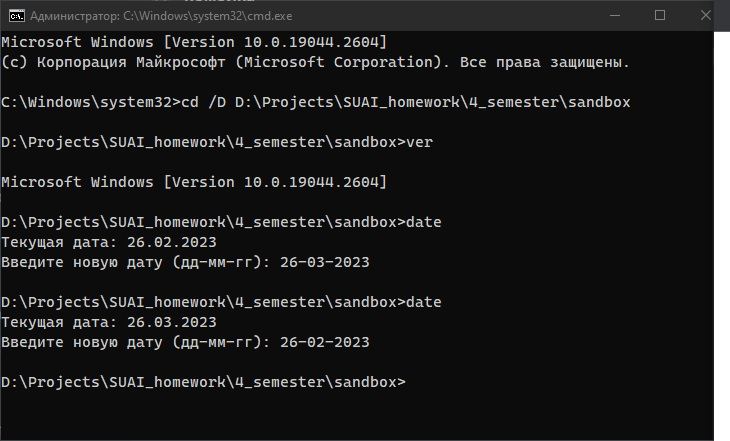 Администратор: C:\Windows\system32\cmd.exe
Microsoft Windows [Version 10.0.19044.2604]
(c) Корпорация Майкрософт (Microsoft Corporation). Все права защищены.
C:\Windows\system32>cd /D D:\Projects\SUAI_homework\4_semester\sandbox
D:\Projects\SUAI_homework\4_semester\sandbox>ver
Microsoft Windows [Version 10.0.19044.2604]
D:\Projects\SUAI_homework\4_semester\sandbox>date
Текущая дата: 26.02.2023
Введите новую дату (дд-мм-гг): 26-03-2023
D:\Projects\SUAI_homework\4_semester\sandbox>date
Текущая дата: 26.03.2023
Введите новую дату (дд-мм-гг): 26-02-2023
D:\Projects\SUAI_homework\4_semester\sandbox>